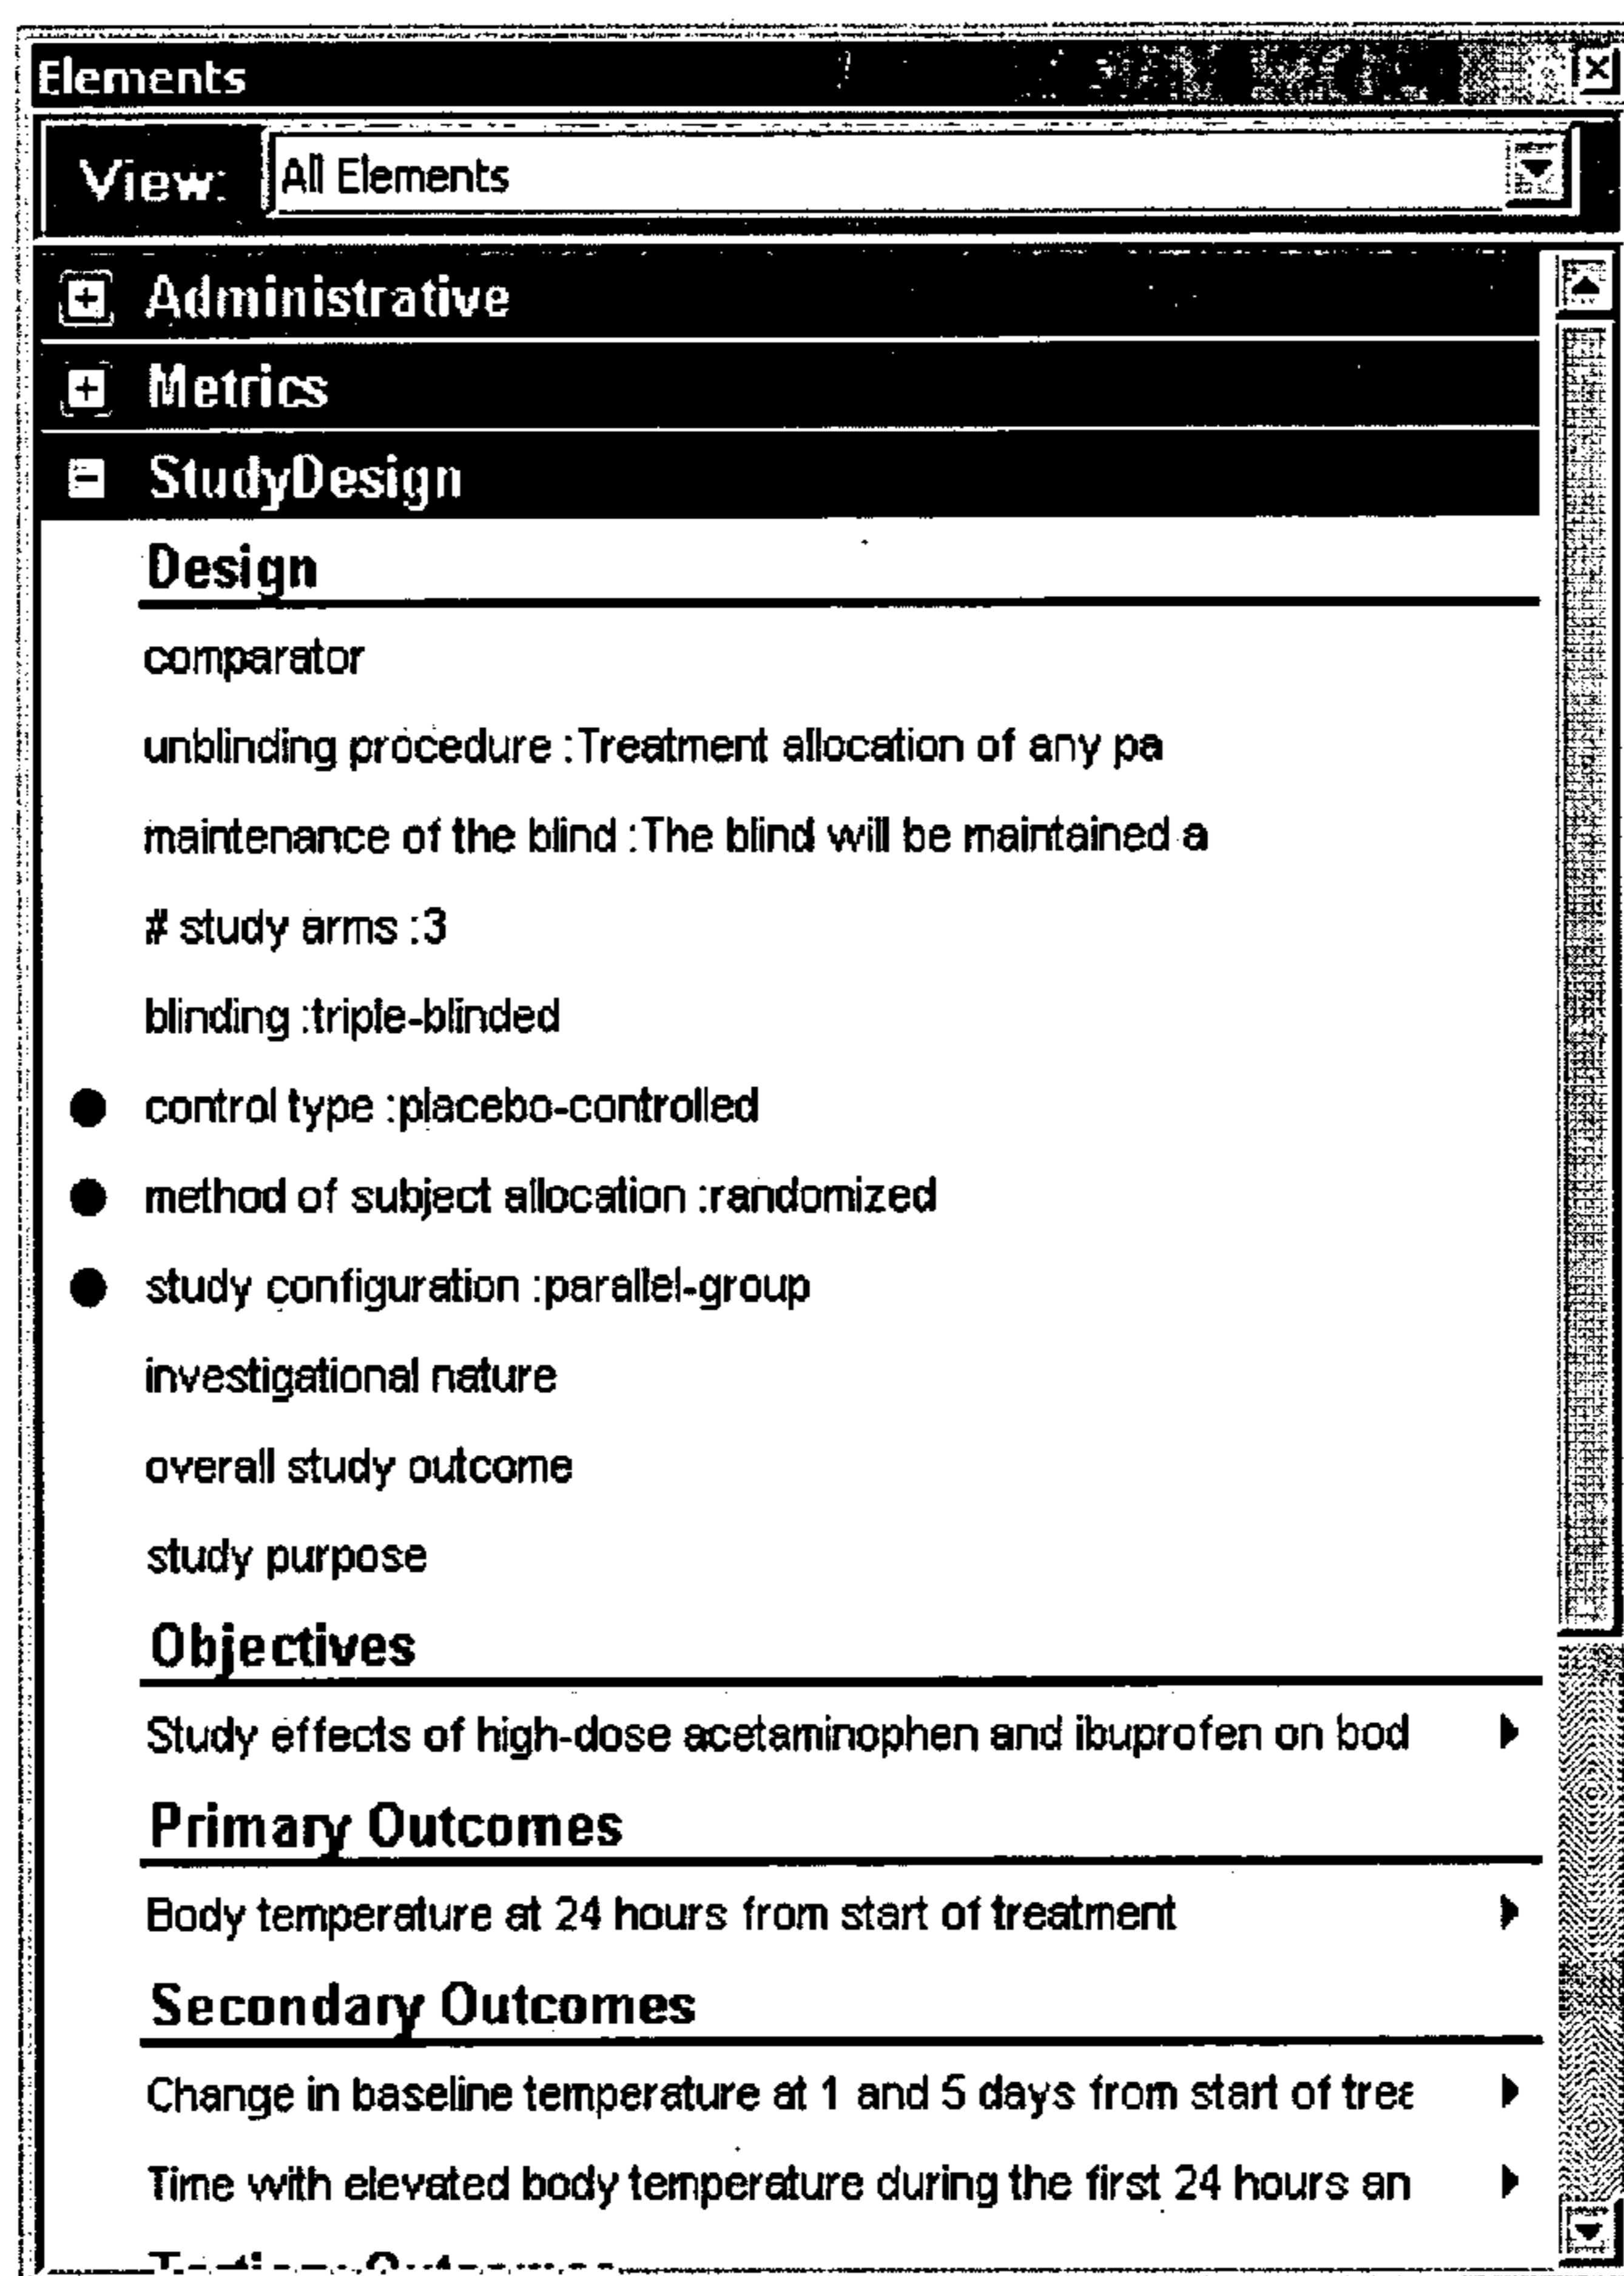 Elements
View: All Elements
Administrative
Metrics
StudyDesign
Design
comparator
unblinding procedure :Treatment allocation of any pa
maintenance of the blind :The blind will be maintained a
# study arms :3
blinding :triple-blinded
control type :placebo-controlled
method of subject allocation :randomized
study configuration :parallel-group
investigational nature
overall study outcome
study purpose
Objectives
Study effects of high-dose acetaminophen and ibuprofen on bod
Primary Outcomes
Body temperature at 24 hours from start of treatment
Secondary Outcomes
Change in baseline temperature at 1 and 5 days from start of trea
Time with elevated body temperature during the first 24 hours an